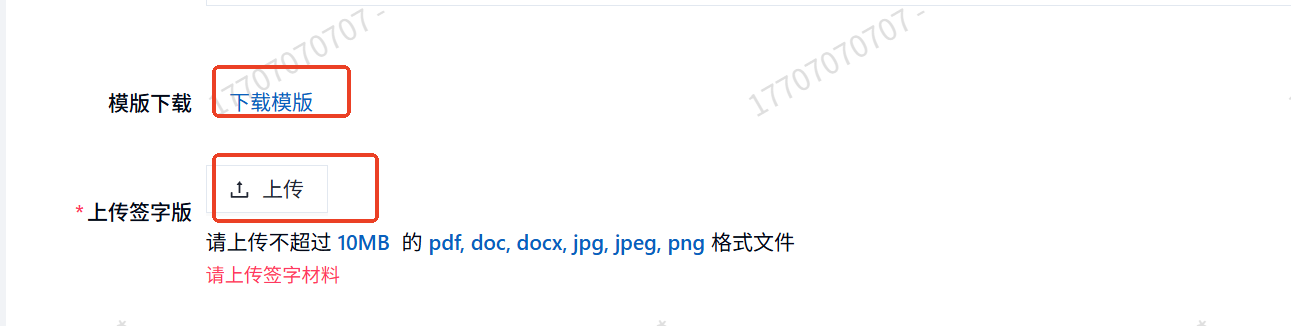 17707070707 -
17707070707 -
模版下载
下载模版
上传
*上传签字版
请上传不超过 10MB 的 pdf, doc, docx, jpg, jpeg, png 格式文件
请上传签字材料